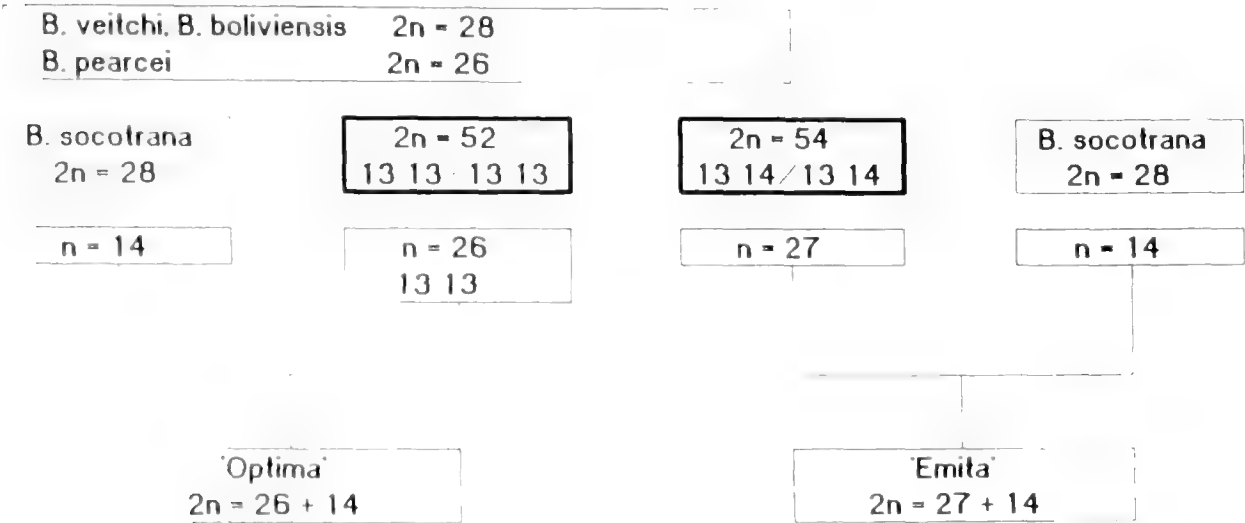 B. veitchi, B. boliviensis 2n = 28
B. pearcei 2n = 26
B. socotrana
2n = 28
2n = 52
13 13 · 13 13
2n = 54
13 14 / 13 14
B. socotrana
2n = 28
n = 14
n = 26
13 13
n = 27
n = 14
'Optima'
2n = 26 + 14
'Emita'
2n = 27 + 14